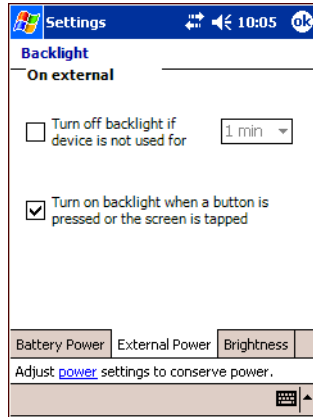 Settings 10:05 ok
Backlight
On external
Turn off backlight if
device is not used for
1 min
Turn on backlight when a button is
pressed or the screen is tapped
Battery Power External Power Brightness
Adjust power settings to conserve power.